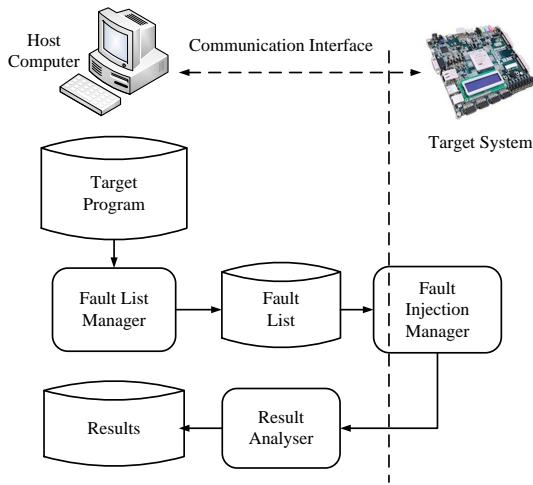 Host
Computer
Communication Interface
Target System
Target
Program
Fault List
Manager
Fault
List
Fault
Injection
Manager
Results
Result
Analyser